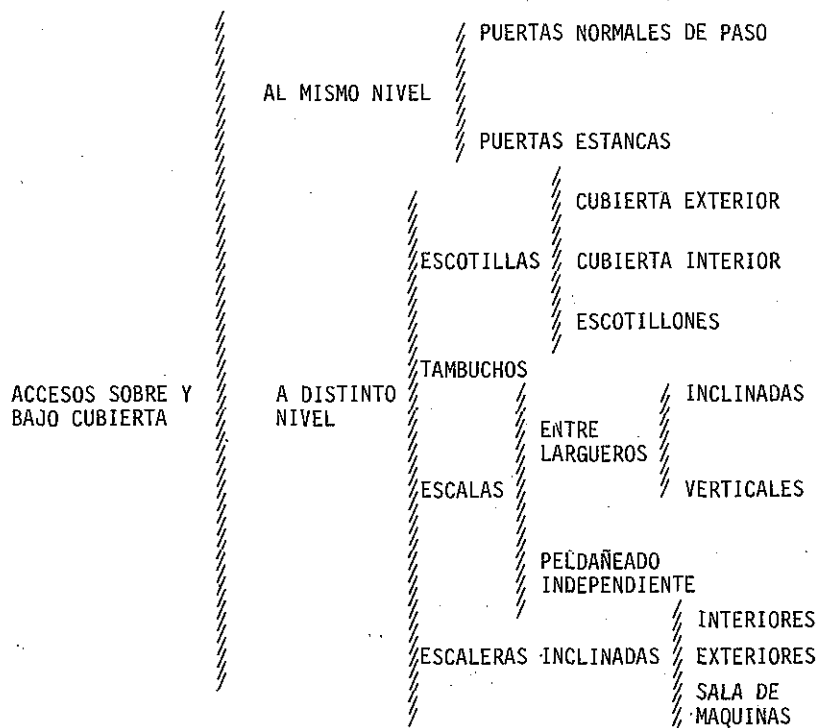 PUERTAS NORMALES DE PASO
AL MISMO NIVEL
PUERTAS ESTANCAS
CUBIERTA EXTERIOR
ESCOTILLAS
CUBIERTA INTERIOR
ESCOTILLONES
TAMBUCHOS
ACCESOS SOBRE Y
BAJO CUBIERTA
A DISTINTO
NIVEL
INCLINADAS
ENTRE
LARGUEROS
ESCALAS
VERTICALES
PELDAÑEADO
INDEPENDIENTE
INTERIORES
ESCALERAS INCLINADAS
EXTERIORES
SALA DE
MAQUINAS